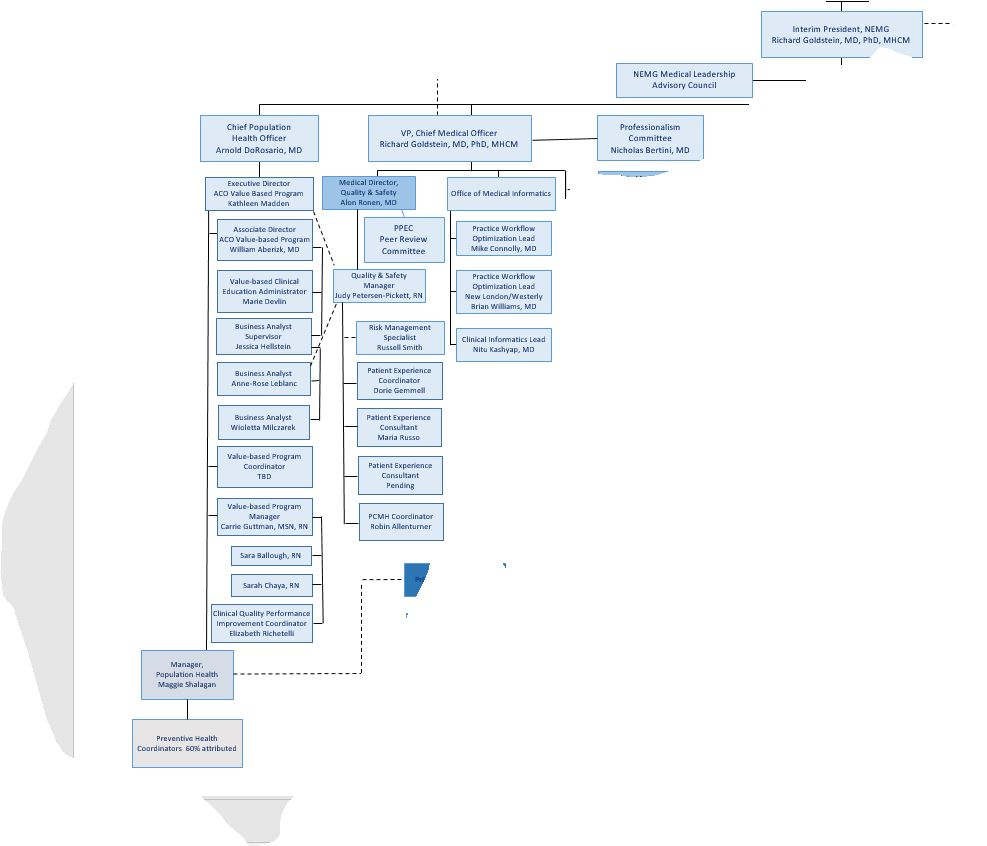 Interim President, NEMG
Richard Goldstein, MD, PhD, MHCM
NEMG Medical Leadership
Advisory Council
Chief Population
Health Officer
Arnold DoRosario, MD
VP, Chief Medical Officer
Richard Goldstein, MD, PhD, MHCM
Professionalism
Committee
Nicholas Bertini, MD
Executive Director
ACO Value Based Program
Kathleen Madden
Medical Director,
Quality & Safety
Alon Ronen, MD
Office of Medical Informatics
Associate Director
ACO Value-based Program
William Aberizk, MD
PPEC
Peer Review
Committee
Practice Workflow
Optimization Lead
Mike Connolly, MD
Value-based Clinical
Education Administrator
Marie Devlin
Quality & Safety
Manager
Judy Petersen-Pickett, RN
Practice Workflow
Optimization Lead
New London/Westerly
Brian Williams, MD
Business Analyst
Supervisor
Jessica Hellstein
Risk Management
Specialist
Russell Smith
Clinical Informatics Lead
Nitu Kashyap, MD
Business Analyst
Anne-Rose Leblanc
Patient Experience
Coordinator
Dorie Gemmell
Business Analyst
Wioletta Milczarek
Patient Experience
Consultant
Maria Russo
Value-based Program
Coordinator
TBD
Patient Experience
Consultant
Pending
Value-based Program
Manager
Carrie Guttman, MSN, RN
PCMH Coordinator
Robin Allenturner
Sara Ballough, RN
Sarah Chaya, RN
Clinical Quality Performance
Improvement Coordinator
Elizabeth Richetelli
Manager,
Population Health
Maggie Shalagan
Preventive Health
Coordinators 60% attributed